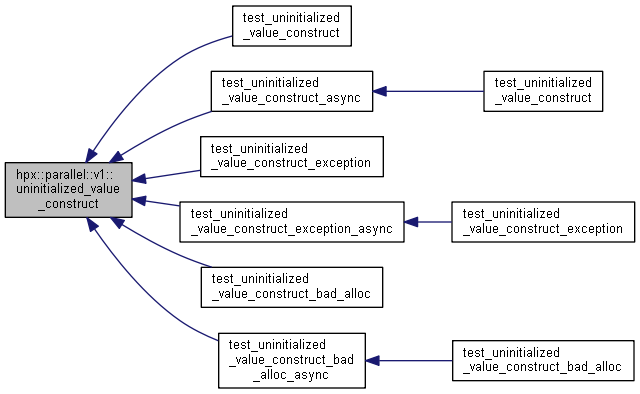 test_uninitialized
_value_construct
test_uninitialized
_value_construct_async
test_uninitialized
_value_construct
test_uninitialized
_value_construct_exception
hpx::parallel::v1::
uninitialized_value
_construct
test_uninitialized
_value_construct_exception_async
test_uninitialized
_value_construct_exception
test_uninitialized
_value_construct_bad_alloc
test_uninitialized
_value_construct_bad
_alloc_async
test_uninitialized
_value_construct_bad_alloc